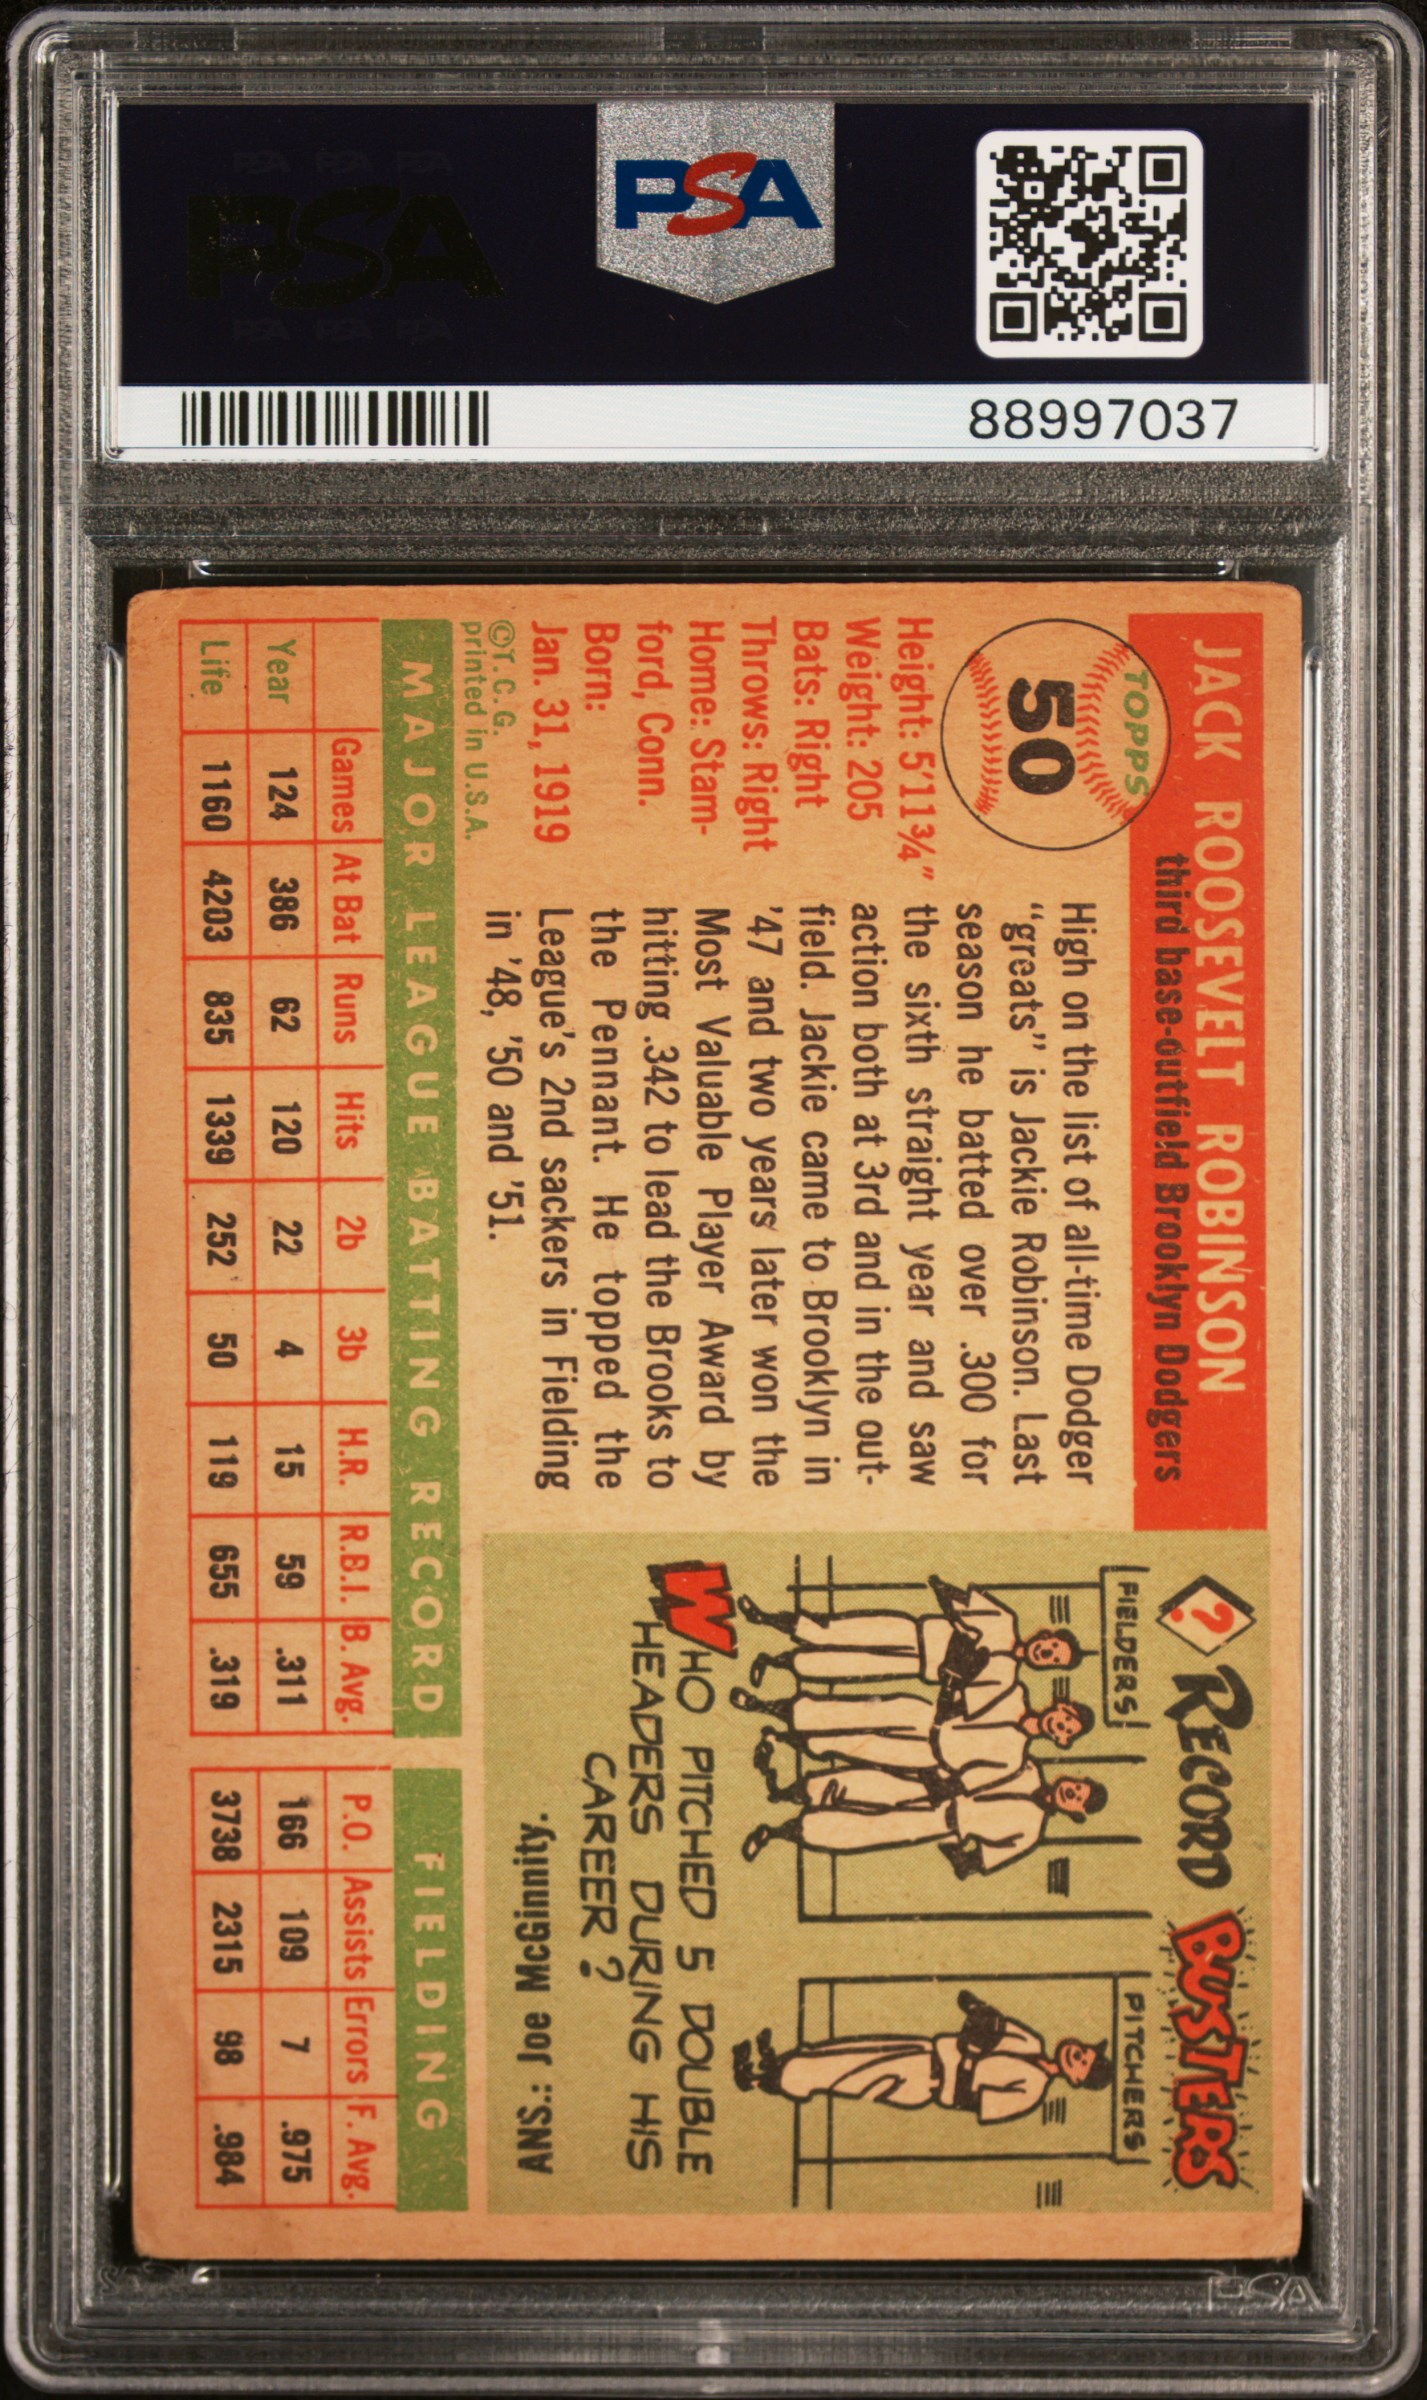 PSA
PSA PSA PSA
PSA
PSA PSA PSA
88997037
JACK ROOSEVELT ROBINSON
third base-outfield Brooklyn Dodgers
TOPPS
50
Height: 5'11¾"
Weight: 205
Bats: Right
Throws: Right
Home: Stam-
ford, Conn.
Born:
Jan. 31, 1919
©T.C.G.
printed in U.S.A.
High on the list of all-time Dodger
“greats” is Jackie Robinson. Last
season he batted over .300 for
the sixth straight year and saw
action both at 3rd and in the out-
field. Jackie came to Brooklyn in
'47 and two years later won the
Most Valuable Player Award by
hitting .342 to lead the Brooks to
the Pennant. He topped the
League's 2nd sackers in Fielding
in '48, '50 and '51.
? RECORD BUSTERS
FIELDERS
PITCHERS
WHO PITCHED 5 DOUBLE
HEADERS DURING HIS
CAREER?
ANS:: Joe McGinnity.
MAJOR LEAGUE BATTING RECORD FIELDING
Games At Bat Runs Hits 2b 3b H.R. R.B.I. B. Avg. P.O. Assists Errors F. Avg.
Year 124 386 62 120 22 4 15 59 .311 166 109 7 .975
Life 1160 4203 835 1339 252 50 119 655 .319 3738 2315 98 .984
PSA